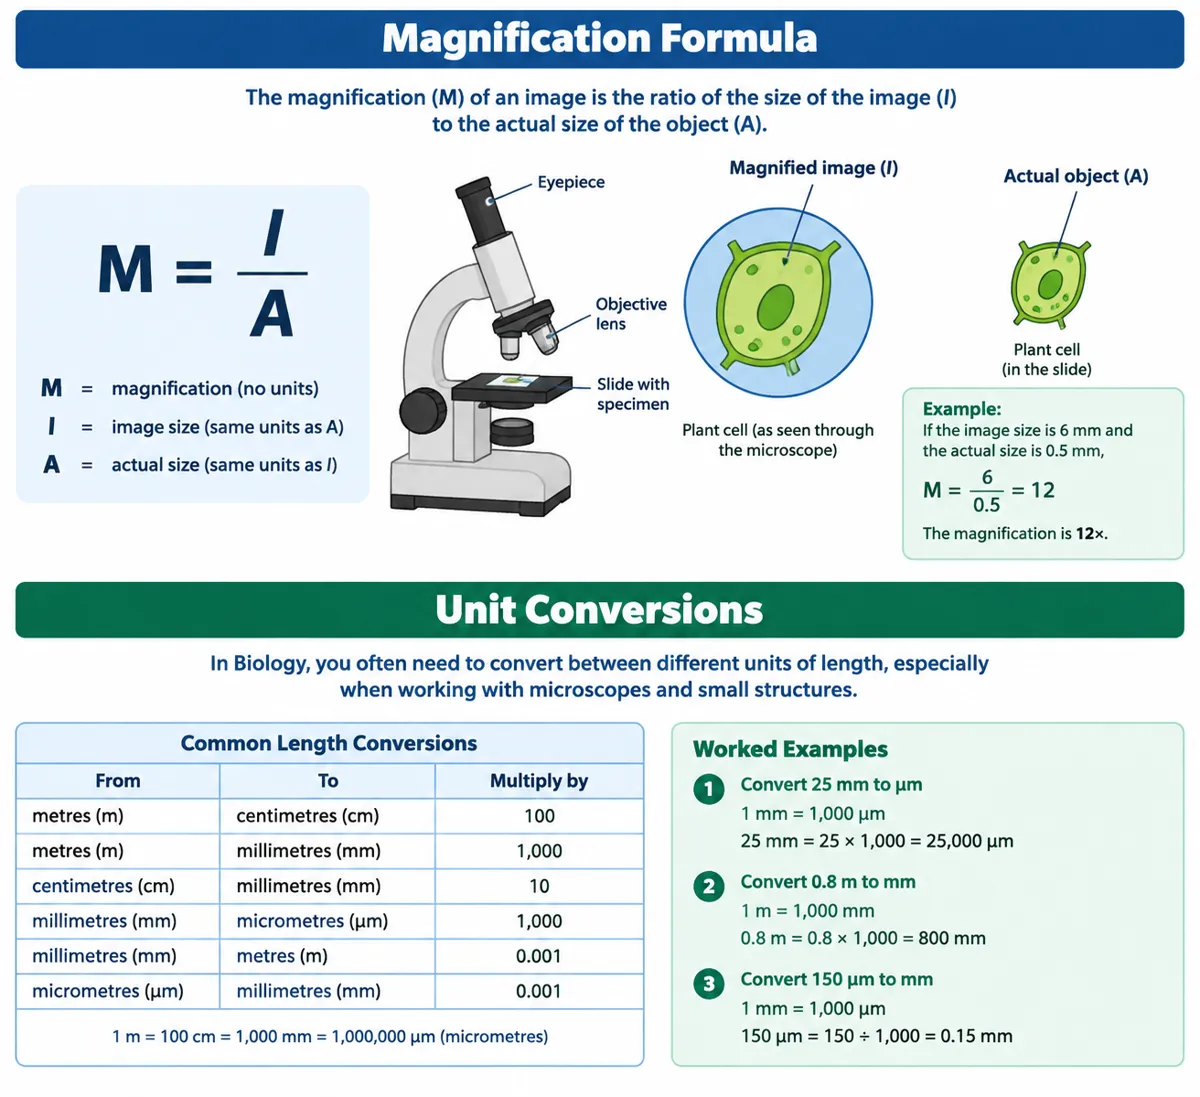 Magnification Formula
The magnification (M) of an image is the ratio of the size of the image (I)
to the actual size of the object (A).
M = I
A
M = magnification (no units)
I = image size (same units as A)
A = actual size (same units as I)
Eyepiece
Objective
lens
Slide with
specimen
Magnified image (I)
Plant cell (as seen through
the microscope)
Actual object (A)
Plant cell
(in the slide)
Example:
If the image size is 6 mm and
the actual size is 0.5 mm,
M = 6 = 12
0.5
The magnification is 12×.
Unit Conversions
In Biology, you often need to convert between different units of length, especially
when working with microscopes and small structures.
Common Length Conversions
From To Multiply by
metres (m) centimetres (cm) 100
metres (m) millimetres (mm) 1,000
centimetres (cm) millimetres (mm) 10
millimetres (mm) micrometres (μm) 1,000
millimetres (mm) metres (m) 0.001
micrometres (μm) millimetres (mm) 0.001
1 m = 100 cm = 1,000 mm = 1,000,000 μm (micrometres)
Worked Examples
1 Convert 25 mm to μm
1 mm = 1,000 μm
25 mm = 25 × 1,000 = 25,000 μm
2 Convert 0.8 m to mm
1 m = 1,000 mm
0.8 m = 0.8 × 1,000 = 800 mm
3 Convert 150 μm to mm
1 mm = 1,000 μm
150 μm = 150 ÷ 1,000 = 0.15 mm